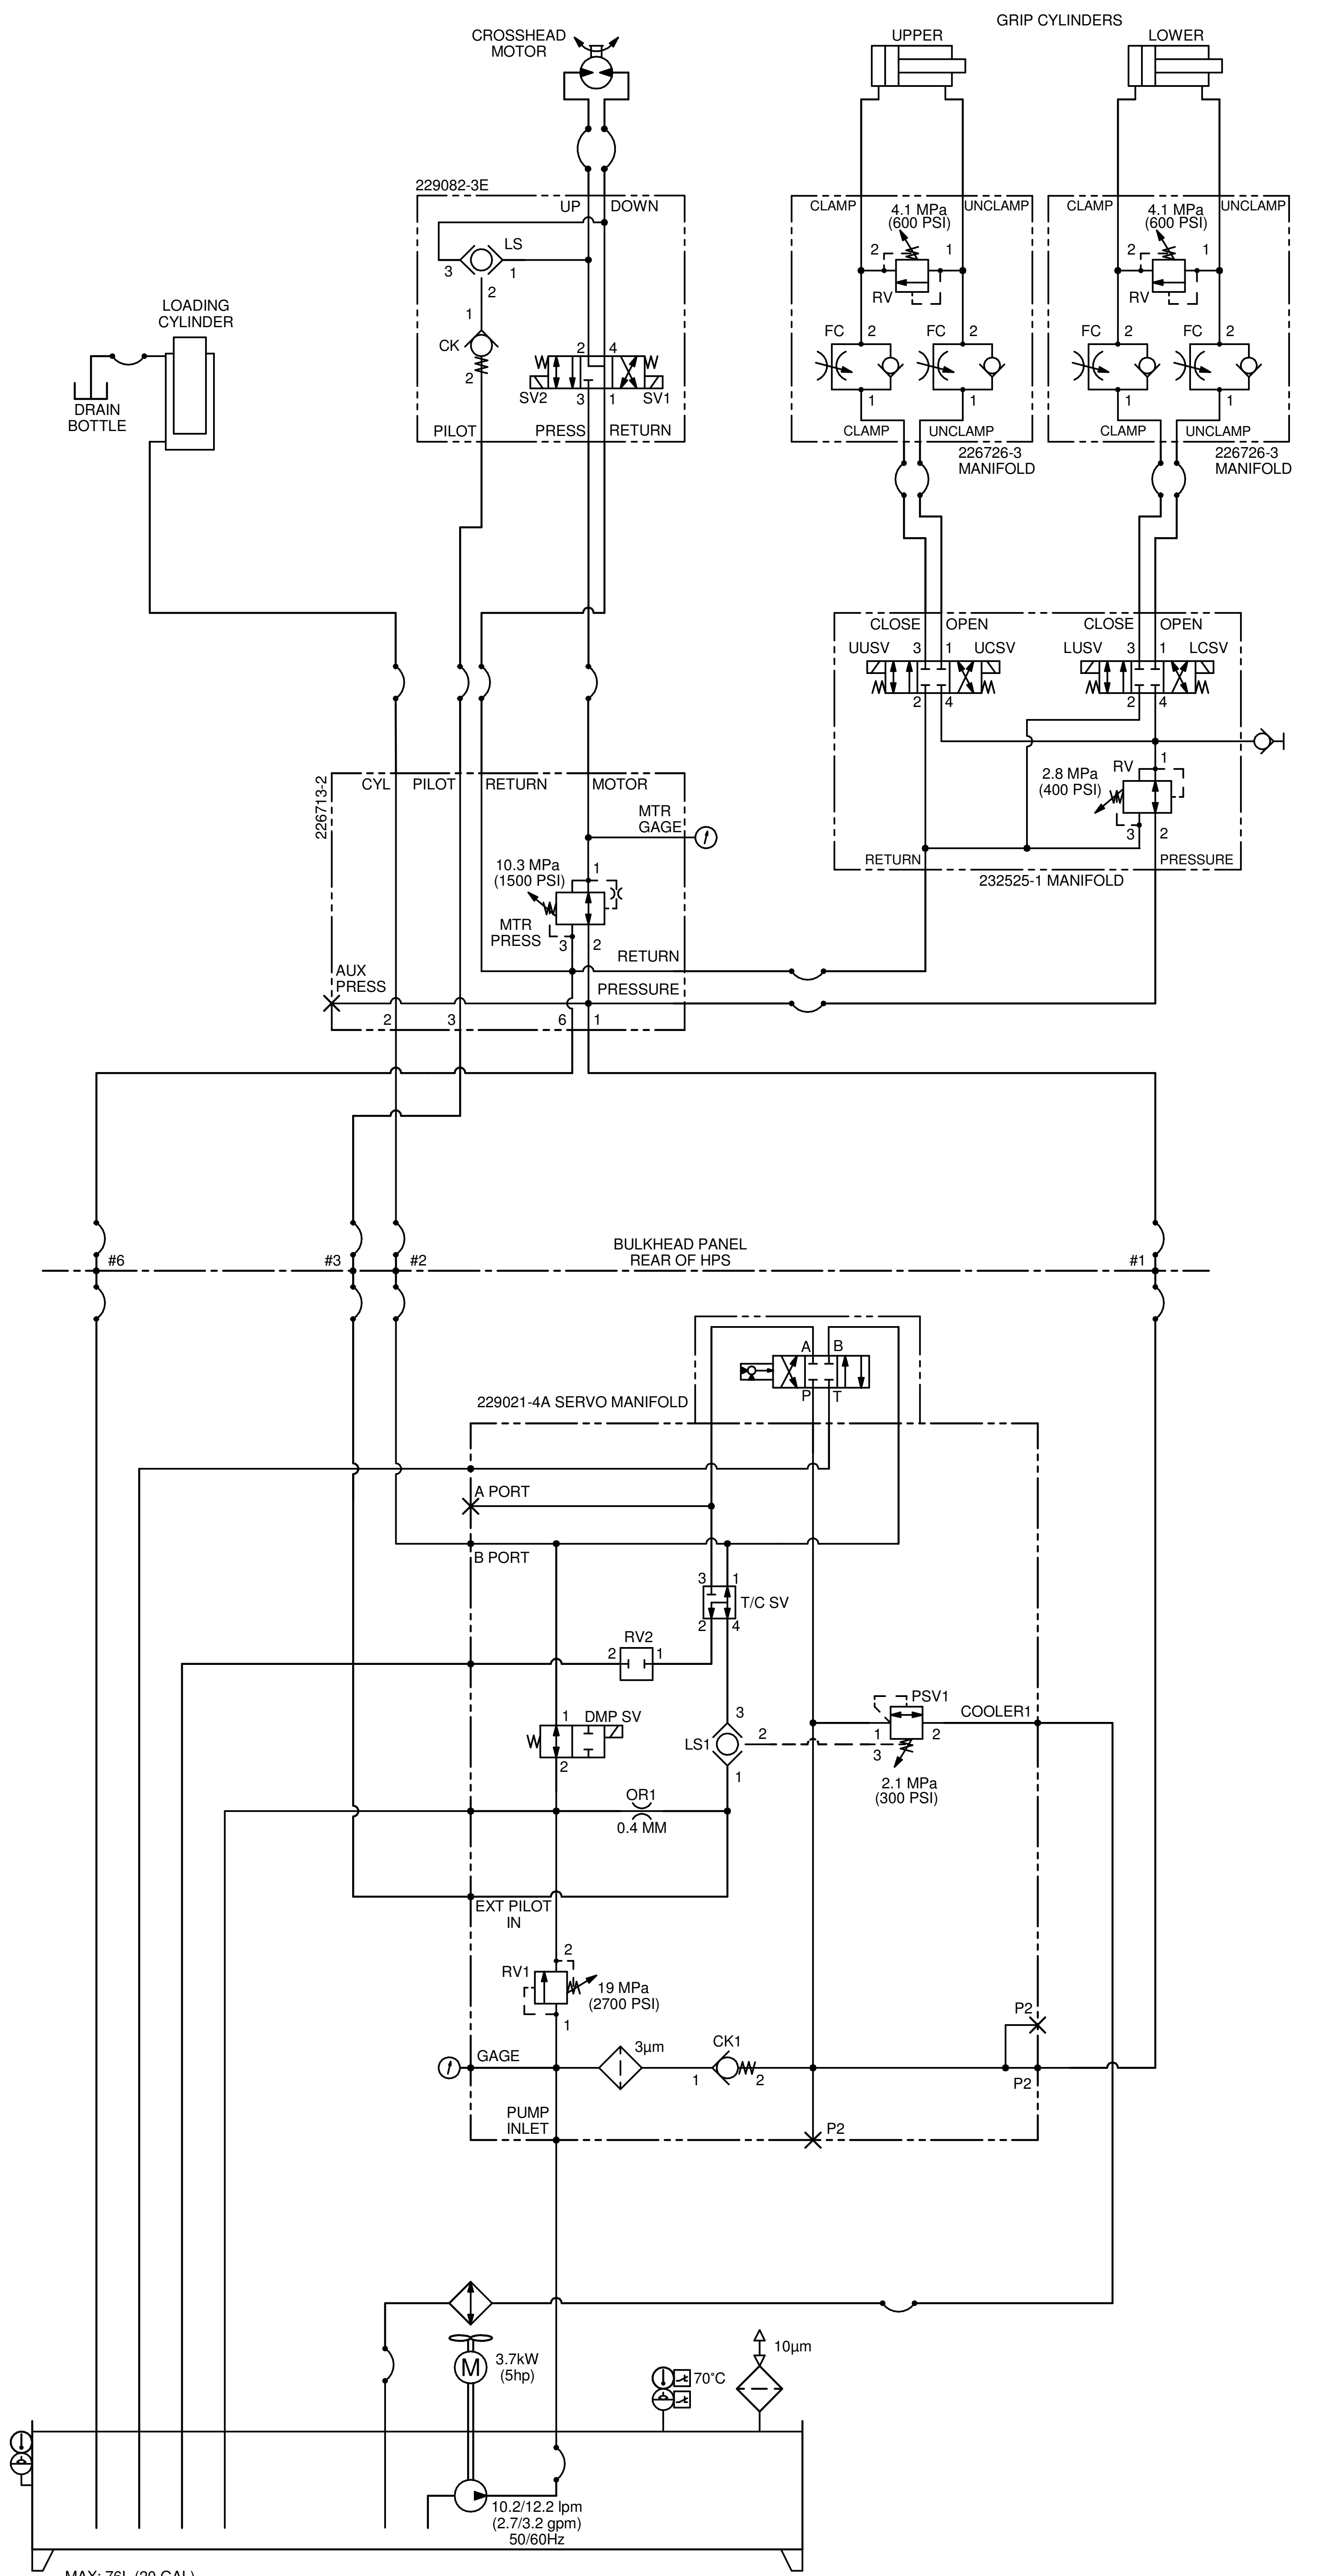 GRIP CYLINDERS
CROSSHEAD
MOTOR
UPPER
LOWER
229082-3E
UP
DOWN
LS
3
1
2
1
CK
2
2
4
SV2
3
1
SV1
PILOT
PRESS
RETURN
CLAMP
4.1 MPa
(600 PSI)
UNCLAMP
2
1
RV
FC
2
FC
2
1
1
CLAMP
UNCLAMP
226726-3
MANIFOLD
CLAMP
4.1 MPa
(600 PSI)
UNCLAMP
2
1
RV
FC
2
FC
2
1
1
CLAMP
UNCLAMP
226726-3
MANIFOLD
LOADING
CYLINDER
DRAIN
BOTTLE
CLOSE
OPEN
CLOSE
OPEN
UUSV
3
1
UCSV
LUSV
3
1
LCSV
2
4
2
4
RV
1
2.8 MPa
(400 PSI)
3
2
RETURN
PRESSURE
232525-1 MANIFOLD
226713-2
CYL
PILOT
RETURN
MOTOR
MTR
GAGE
10.3 MPa
(1500 PSI)
1
MTR
PRESS
3
2
RETURN
AUX
PRESS
PRESSURE
2
3
6
1
BULKHEAD PANEL
REAR OF HPS
#6
#3
#2
#1
A
B
P
T
229021-4A SERVO MANIFOLD
A PORT
B PORT
3
1
T/C SV
2
4
RV2
2
1
PSV1
COOLER1
1
2
3
2.1 MPa
(300 PSI)
1
DMP SV
2
3
LS1
2
1
OR1
0.4 MM
EXT PILOT
IN
2
RV1
19 MPa
(2700 PSI)
1
P2
GAGE
3µm
CK1
1
2
P2
PUMP
INLET
P2
M
3.7kW
(5hp)
70°C
10µm
10.2/12.2 lpm
(2.7/3.2 gpm)
50/60Hz
MAX: 76L (20 GAL)